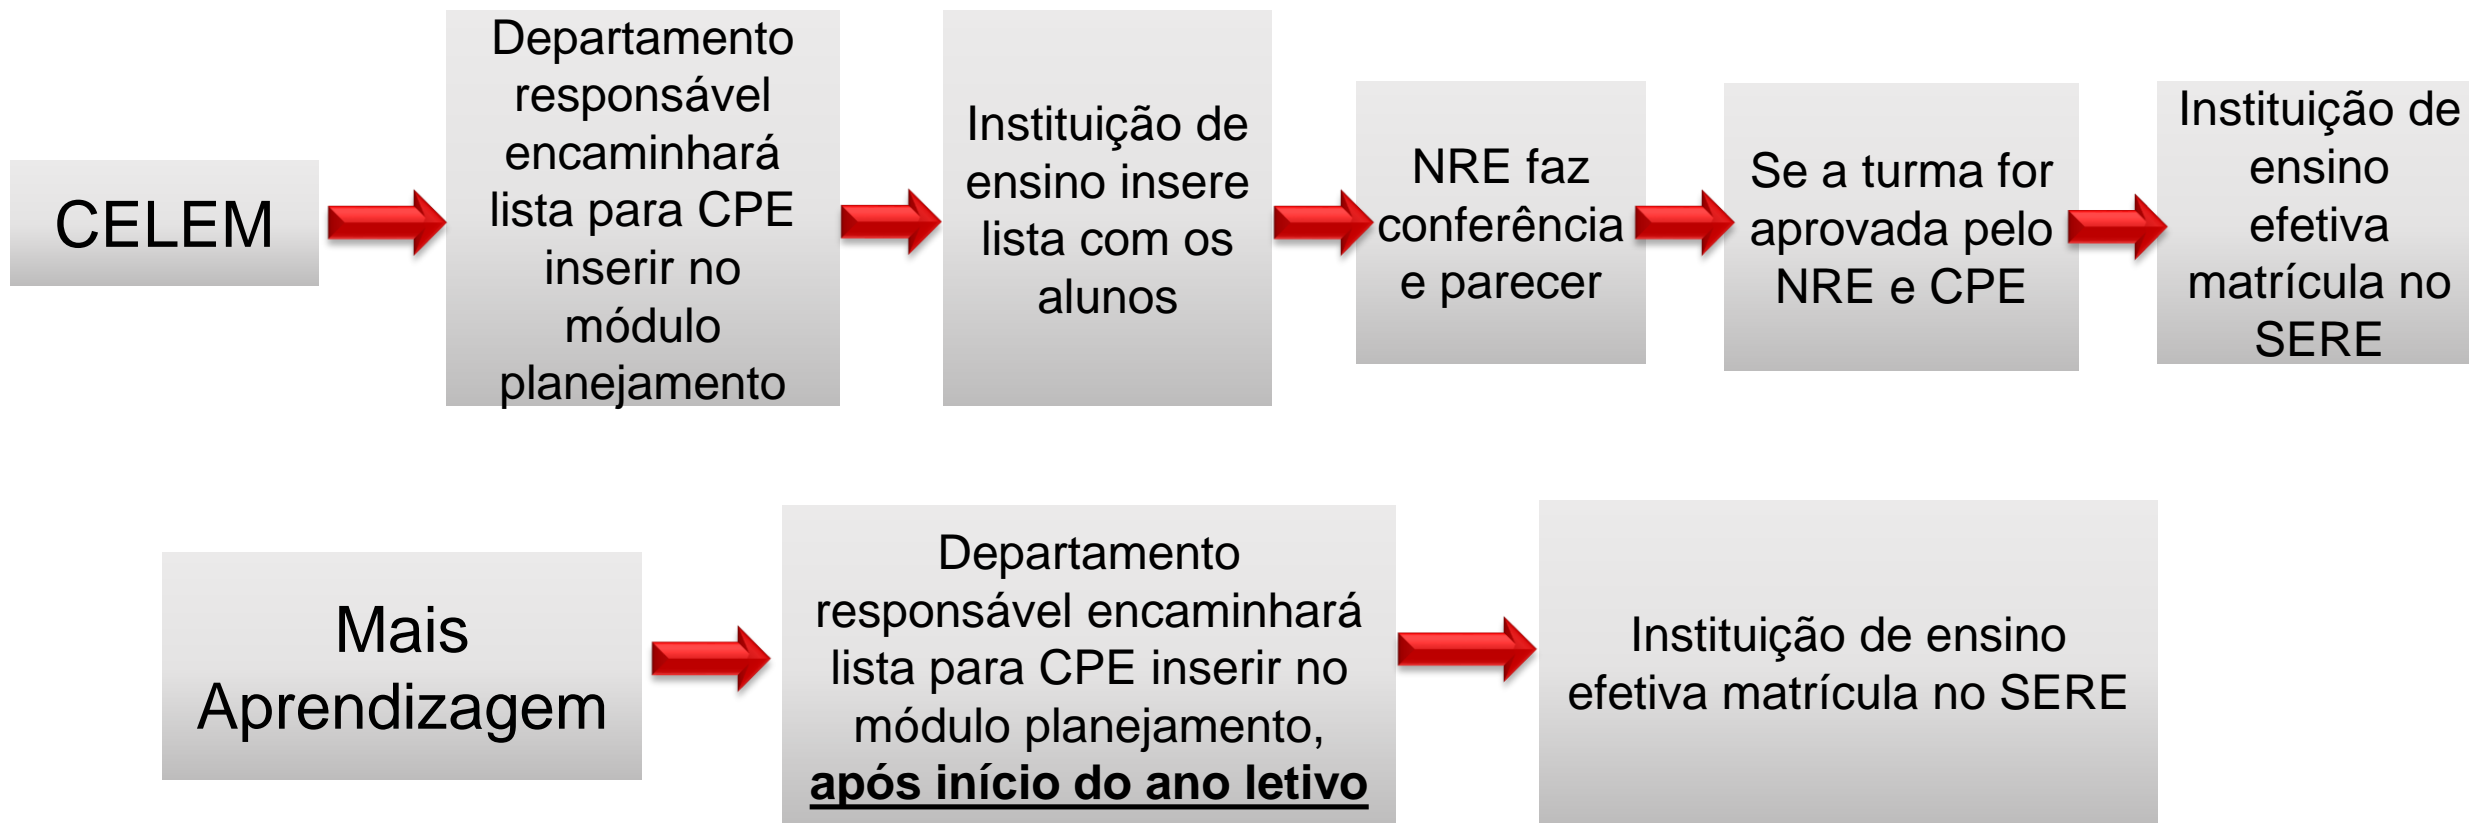 CELEM
Departamento
responsável
encaminhará
lista para CPE
inserir no
módulo
planejamento
Instituição de
ensino insere
lista com os
alunos
NRE faz
conferência
e parecer
Se a turma for
aprovada pelo
NRE e CPE
Instituição de
ensino
efetiva
matrícula no
SERE
Mais
Aprendizagem
Departamento
responsável encaminhará
lista para CPE inserir no
módulo planejamento,
após início do ano letivo
Instituição de ensino
efetiva matrícula no SERE